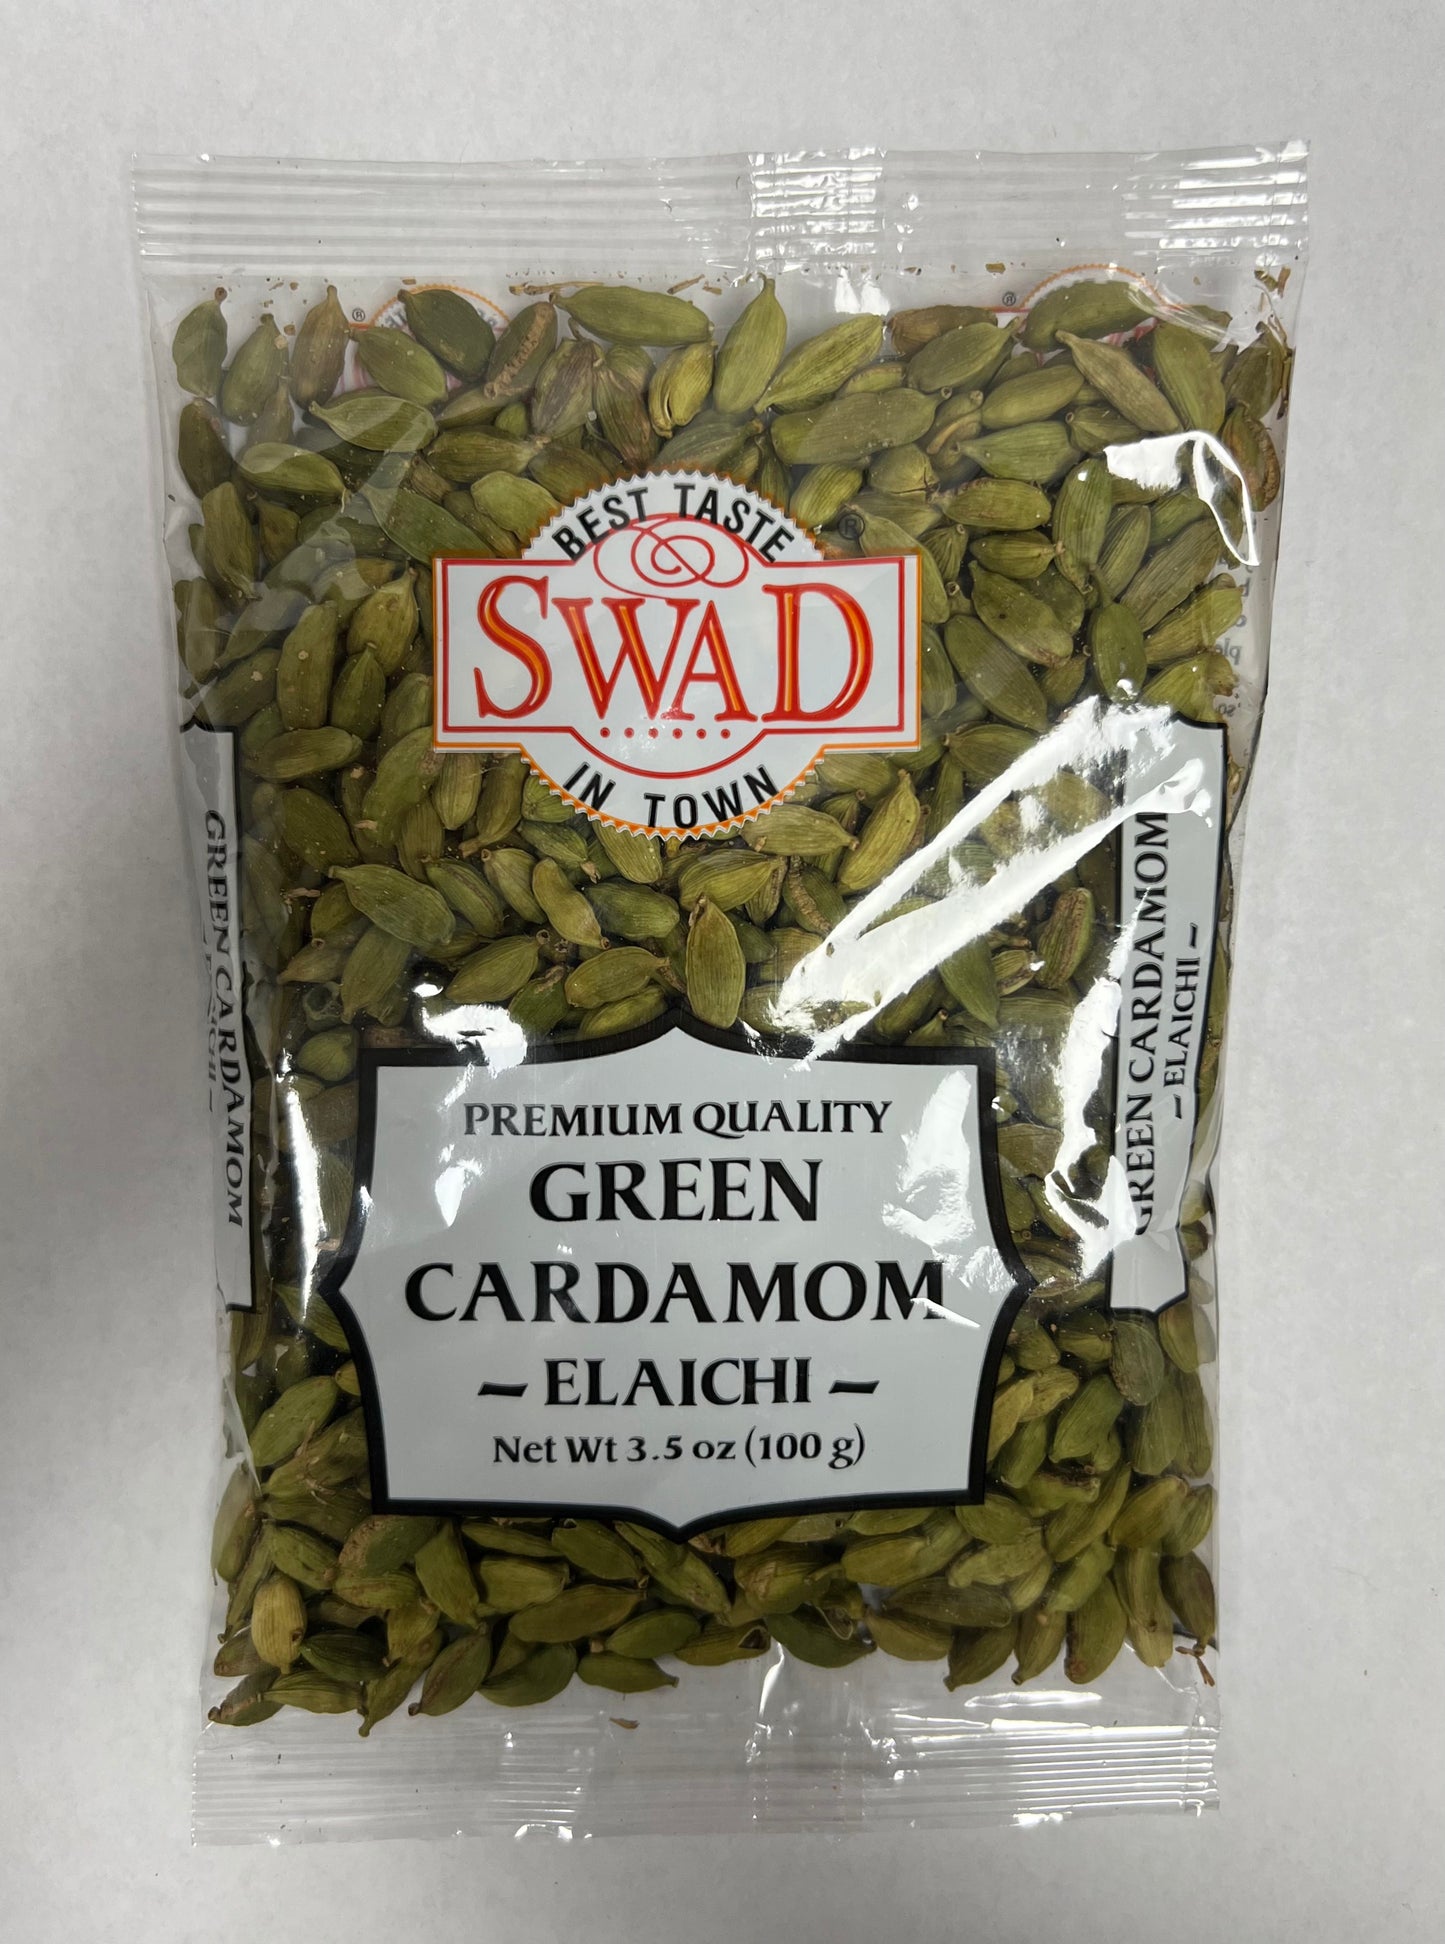 BEST TASTE
®
SWAD
IN TOWN
PREMIUM QUALITY
GREEN
CARDAMOM
– ELAICHI –
Net Wt 3.5 oz (100 g)
GREEN CARDAMOM
– ELAICHI –
GREEN CARDAMOM
– ELAICHI –